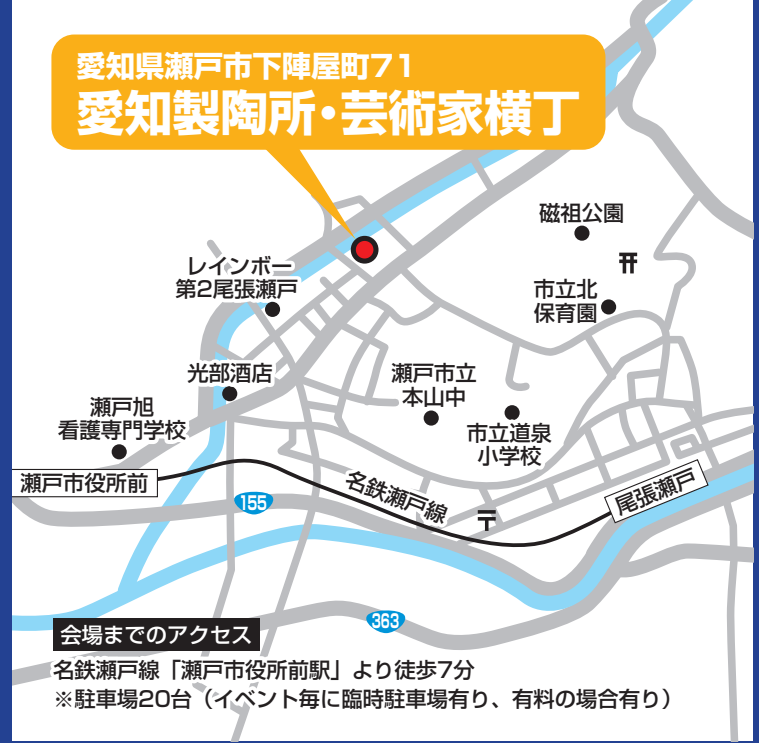 愛知県瀬戸市下陣屋町71
愛知製陶所・芸術家横丁
磁祖公園
レインボー
第2尾張瀬戸
市立北
保育園
光部酒店
瀬戸市立
本山中
瀬戸旭
看護専門学校
市立道泉
小学校
瀬戸市役所前
名鉄瀬戸線
尾張瀬戸
155
〒
363
会場までのアクセス
名鉄瀬戸線「瀬戸市役所前駅」より徒歩7分
※駐車場20台（イベント毎に臨時駐車場有り、有料の場合有り）